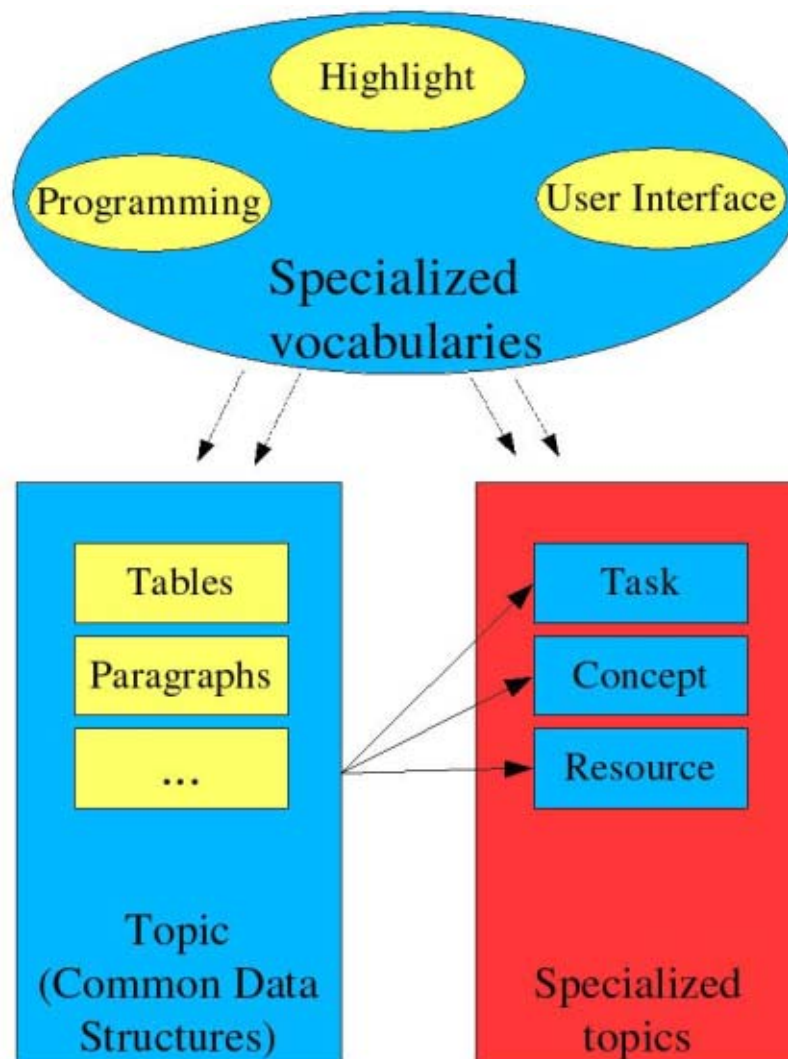 Highlight
Programming
User Interface
Specialized
vocabularies
Tables
Paragraphs
...
Topic
(Common Data
Structures)
Task
Concept
Resource
Specialized
topics